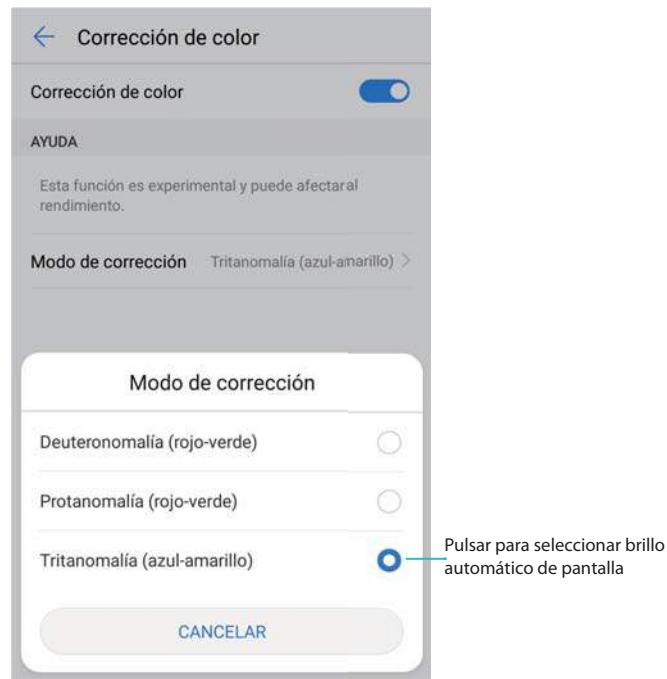 Corrección de color
Corrección de color
AYUDA
Esta función es experimental y puede afectar al
rendimiento.
Modo de corrección Tritanomalía (azul-amarillo) >
Modo de corrección
Deuteronomalía (rojo-verde)
Protanomalía (rojo-verde)
Tritanomalía (azul-amarillo)
Pulsar para seleccionar brillo
automático de pantalla
CANCELAR